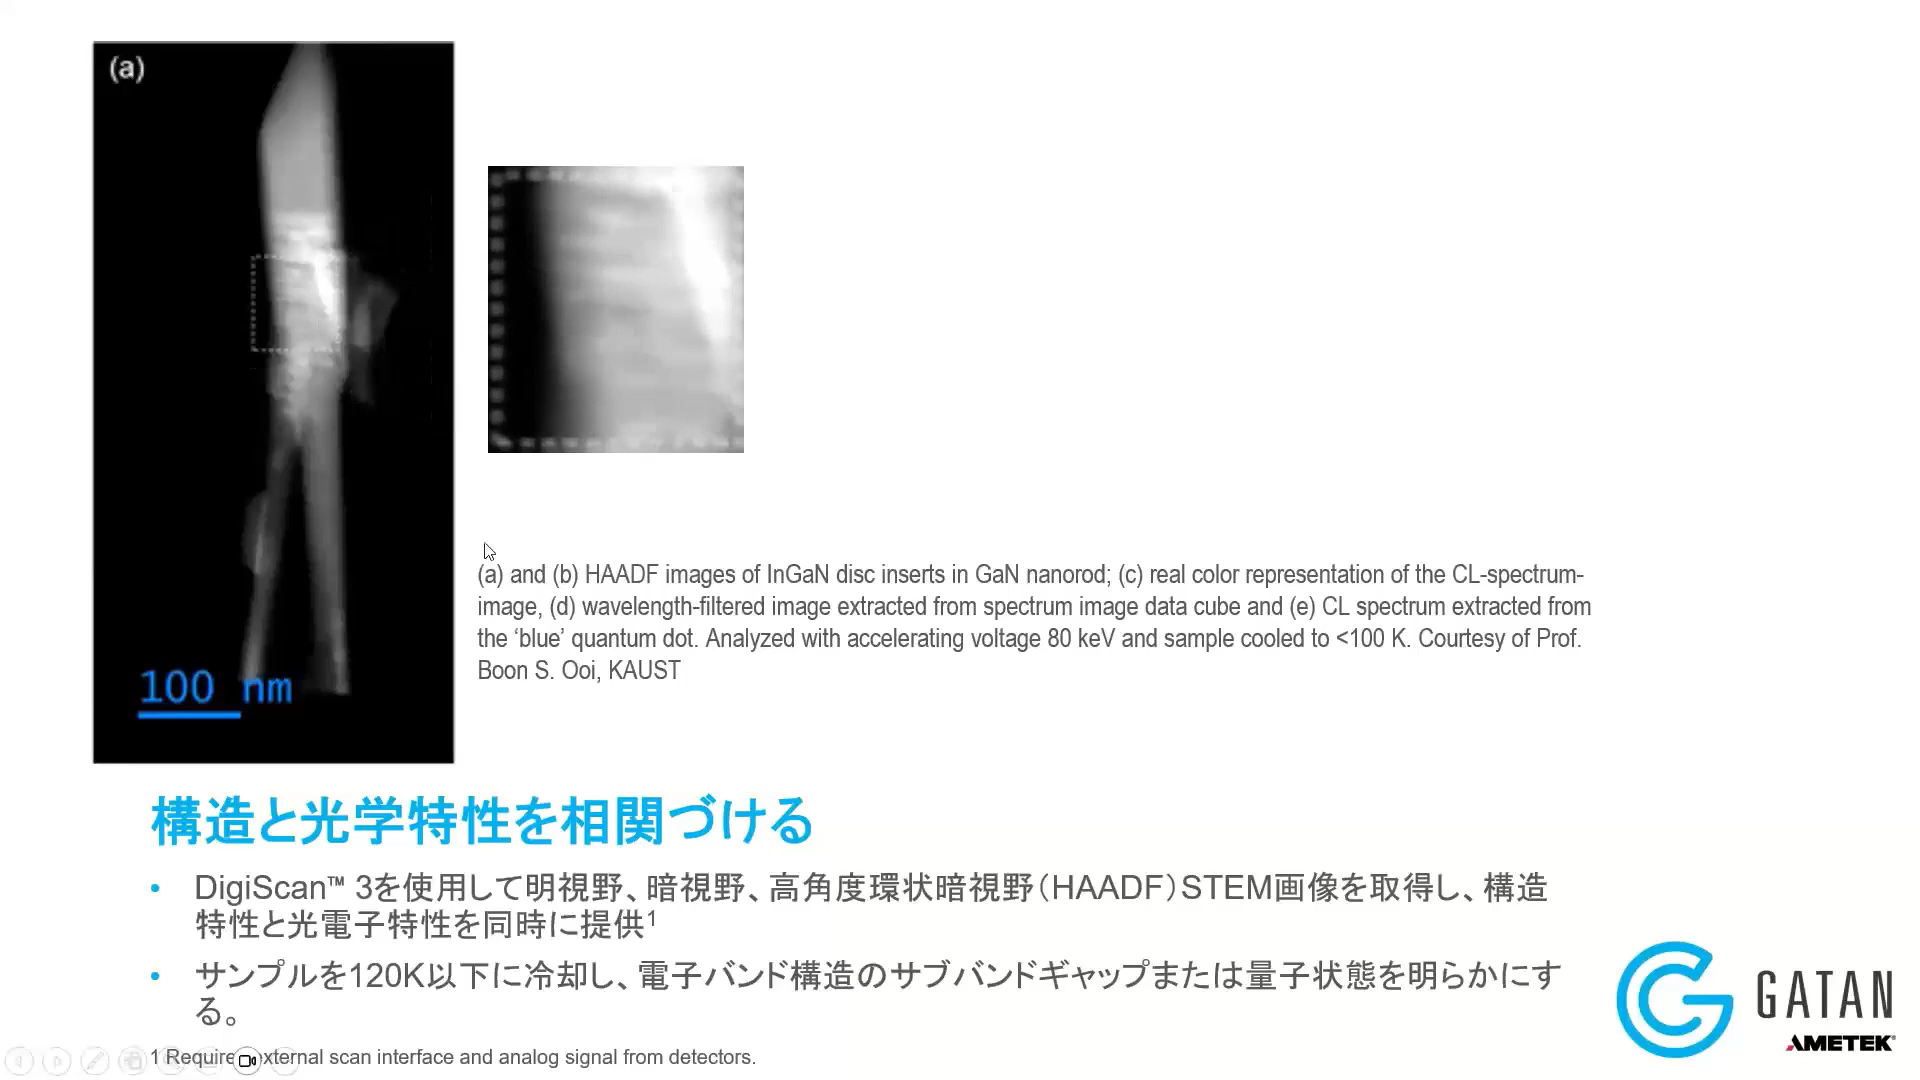 (a)
100 nm
(a) and (b) HAADF images of InGaN disc inserts in GaN nanorod; (c) real color representation of the CL-spectrum-
image, (d) wavelength-filtered image extracted from spectrum image data cube and (e) CL spectrum extracted from
the ‘blue’ quantum dot. Analyzed with accelerating voltage 80 keV and sample cooled to <100 K. Courtesy of Prof.
Boon S. Ooi, KAUST
構造と光学特性を相関づける
• DigiScan™ 3を使用して明視野、暗視野、高角度環状暗視野（HAADF）STEM画像を取得し、構造
特性と光電子特性を同時に提供1
• サンプルを120K以下に冷却し、電子バンド構造のサブバンドギャップまたは量子状態を明らかにす
る。
GATAN
AMETEK®
1 Require external scan interface and analog signal from detectors.